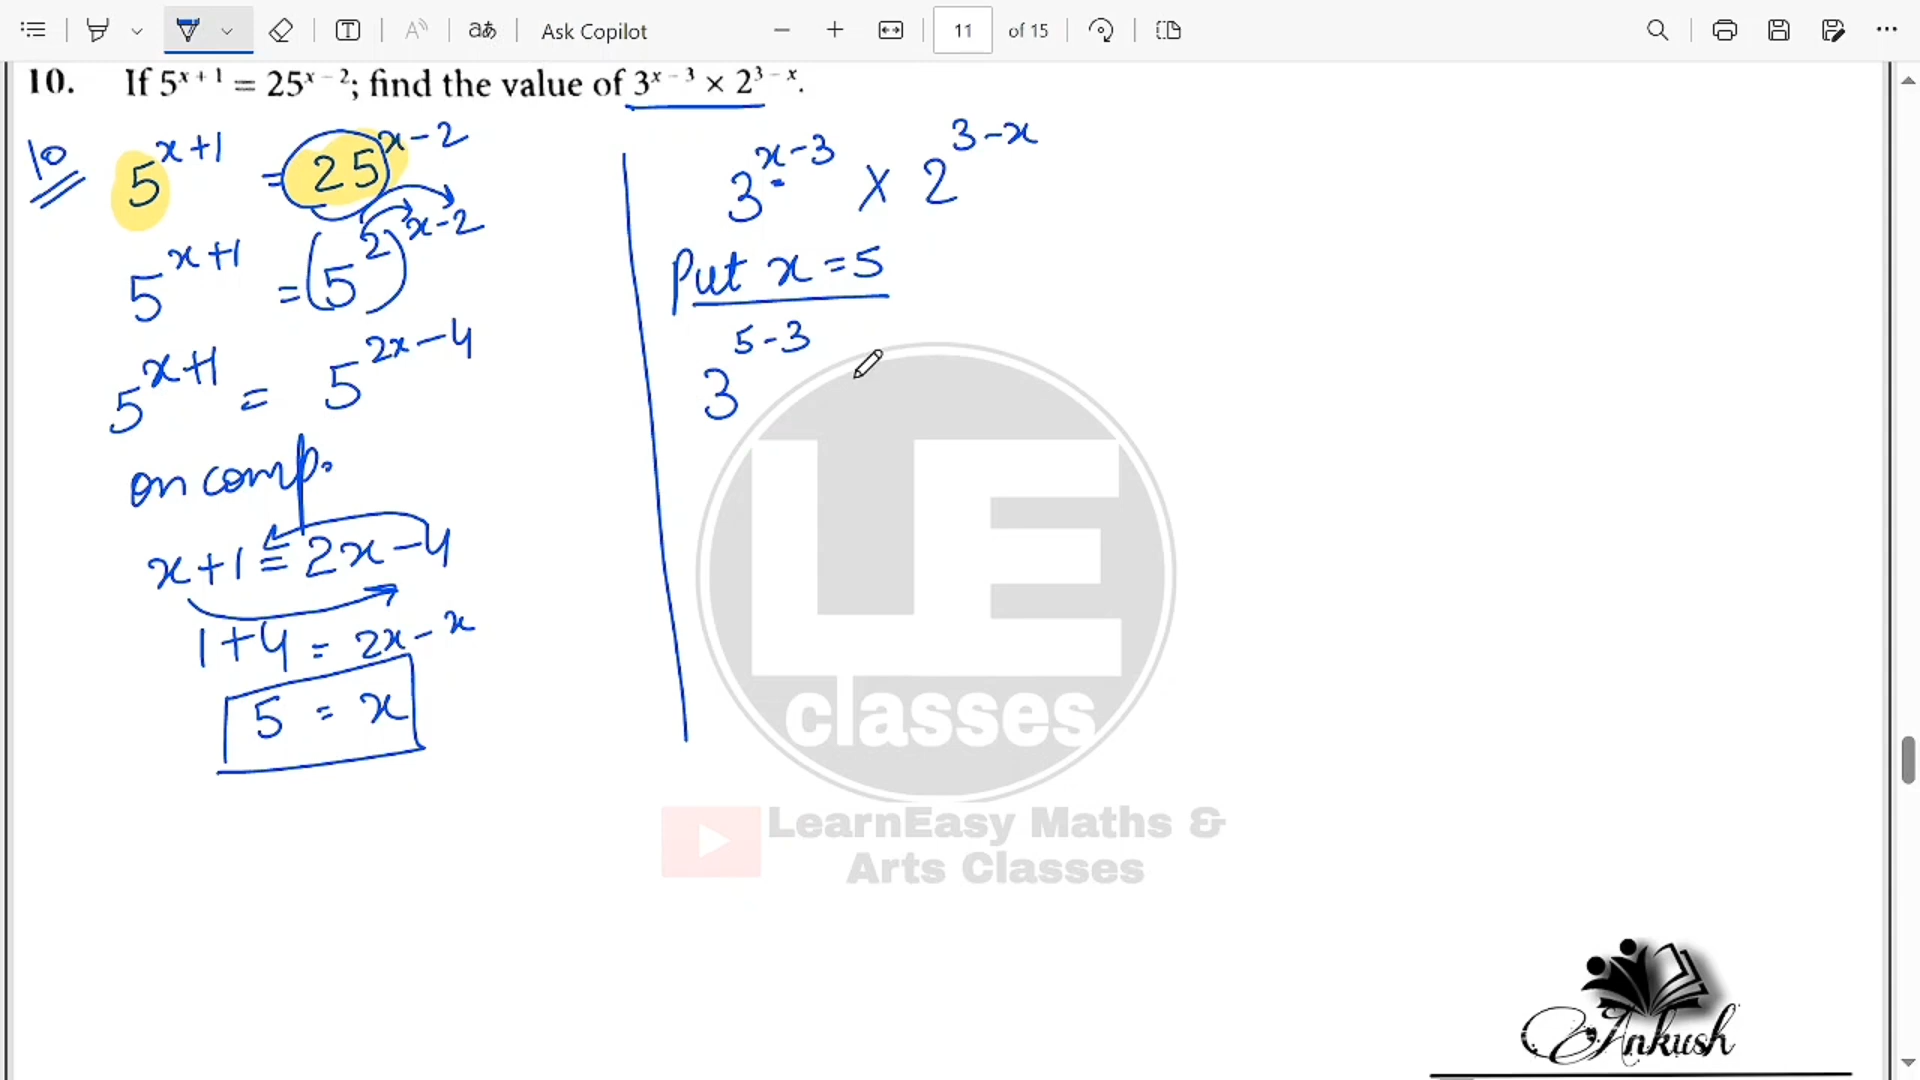 Ask Copilot 11 of 15
10. If 5^{x + 1} = 25^{x - 2}; find the value of 3^{x - 3} × 2^{3 - x}.
10
5^{x+1} = 25^{x-2}
5^{x+1} = (5^2)^{x-2}
5^{x+1} = 5^{2x-4}
on comp.
x+1 = 2x-4
1+4 = 2x-x
5 = x
3^{x-3} × 2^{3-x}
Put x = 5
3^{5-3}
LE
classes
LearnEasy Maths &
Arts Classes
Ankush